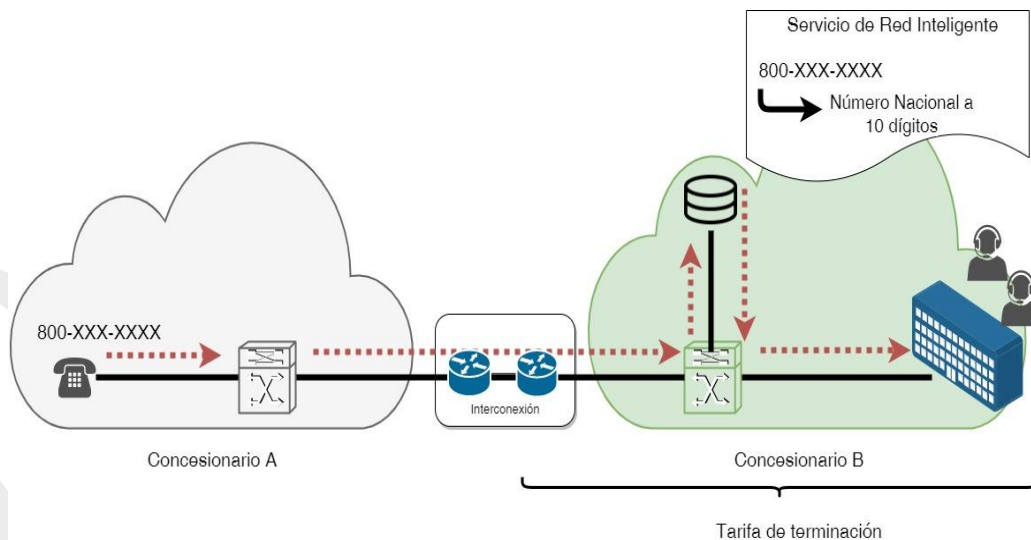 Servicio de Red Inteligente
800-XXX-XXXX
Número Nacional a
10 dígitos
800-XXX-XXXX
Interconexión
Concesionario A
Concesionario B
Tarifa de terminación